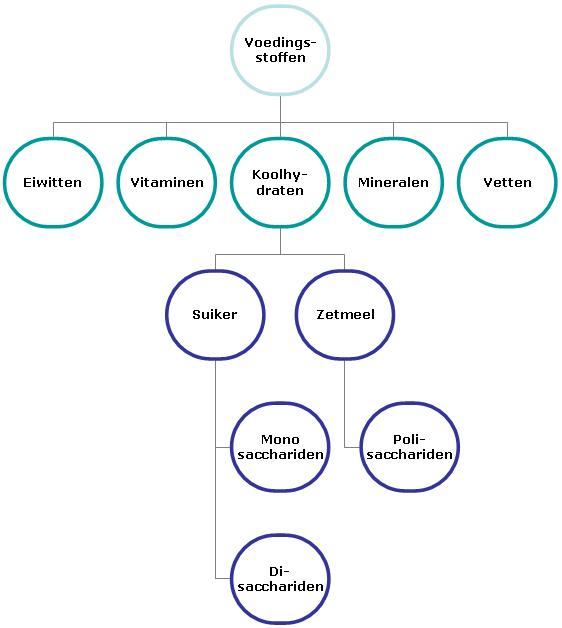 Voedings-
stoffen
Eiwitten
Vitaminen
Koolhy-
draten
Mineralen
Vetten
Suiker
Zetmeel
Mono
sacchariden
Poli-
sacchariden
Di-
sacchariden